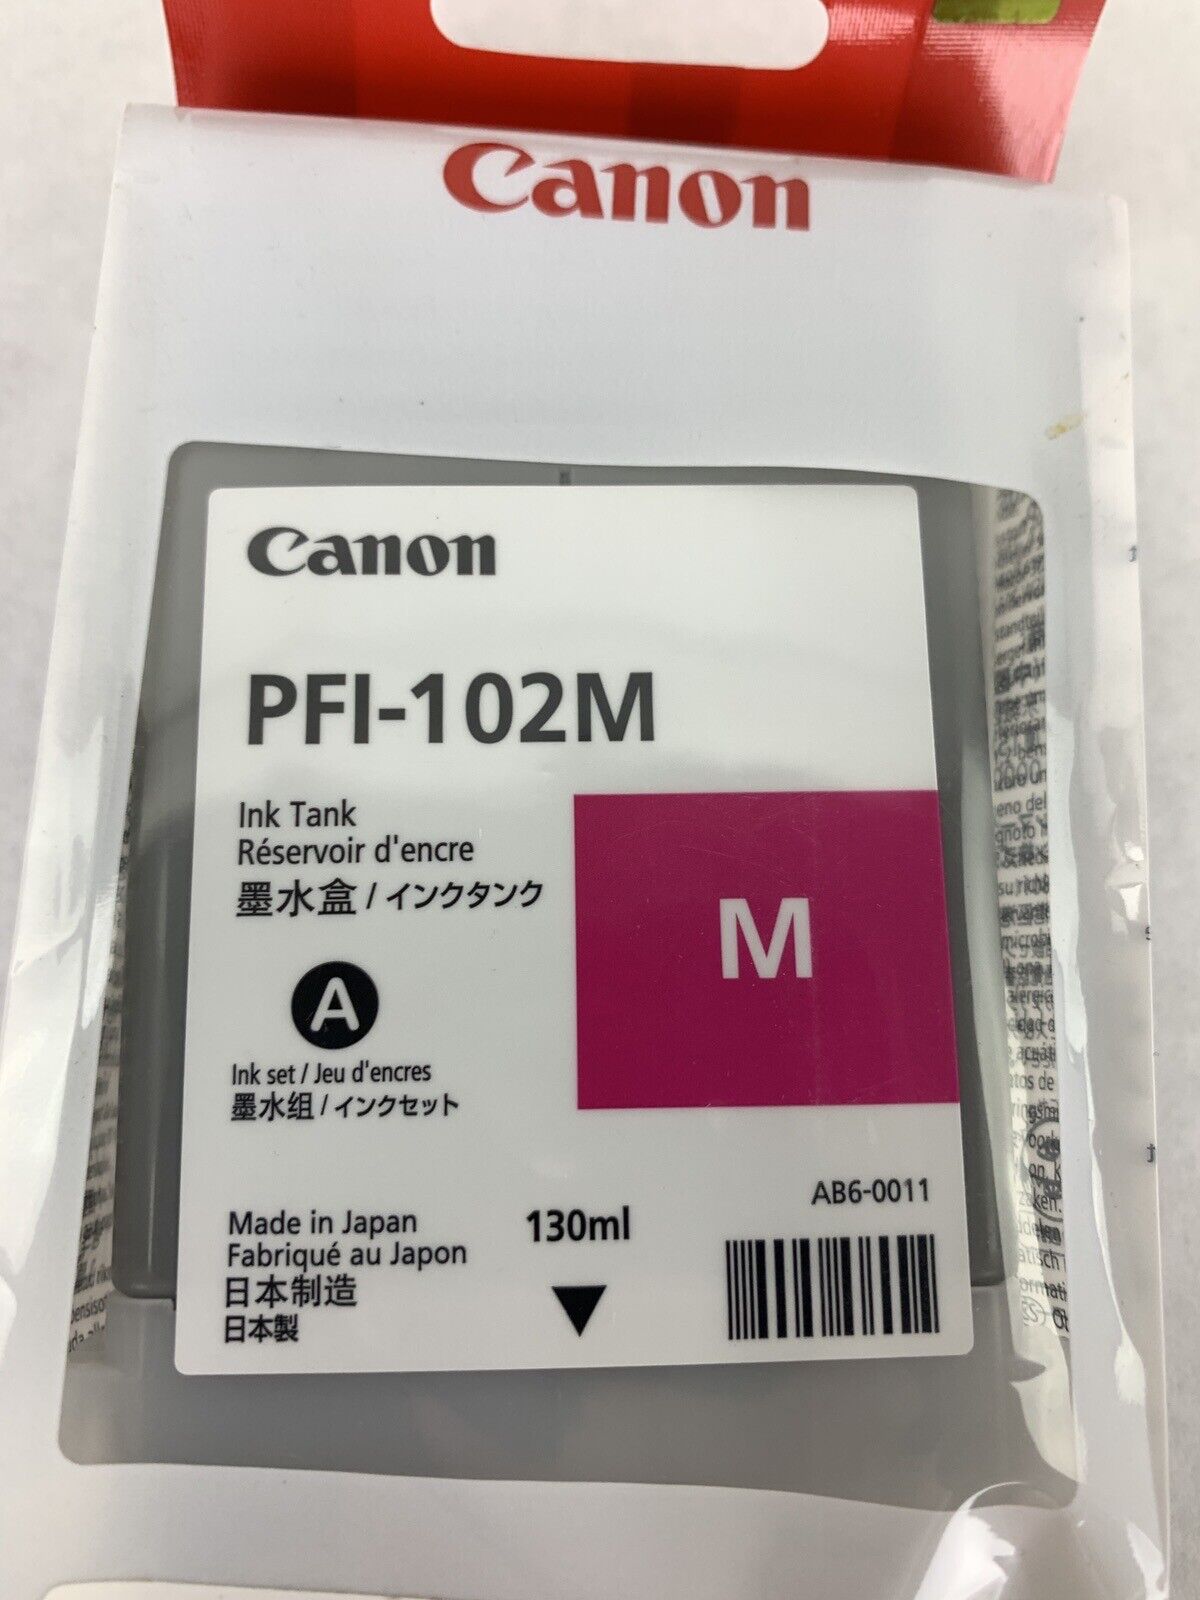 Canon
Canon
PFI-102M
Ink Tank
Réservoir d'encre
墨水盒 / インクタンク
M
A
Ink set / Jeu d'encres
墨水组 / インクセット
AB6-0011
Made in Japan
130ml
Fabriqué au Japon
日本制造
日本製